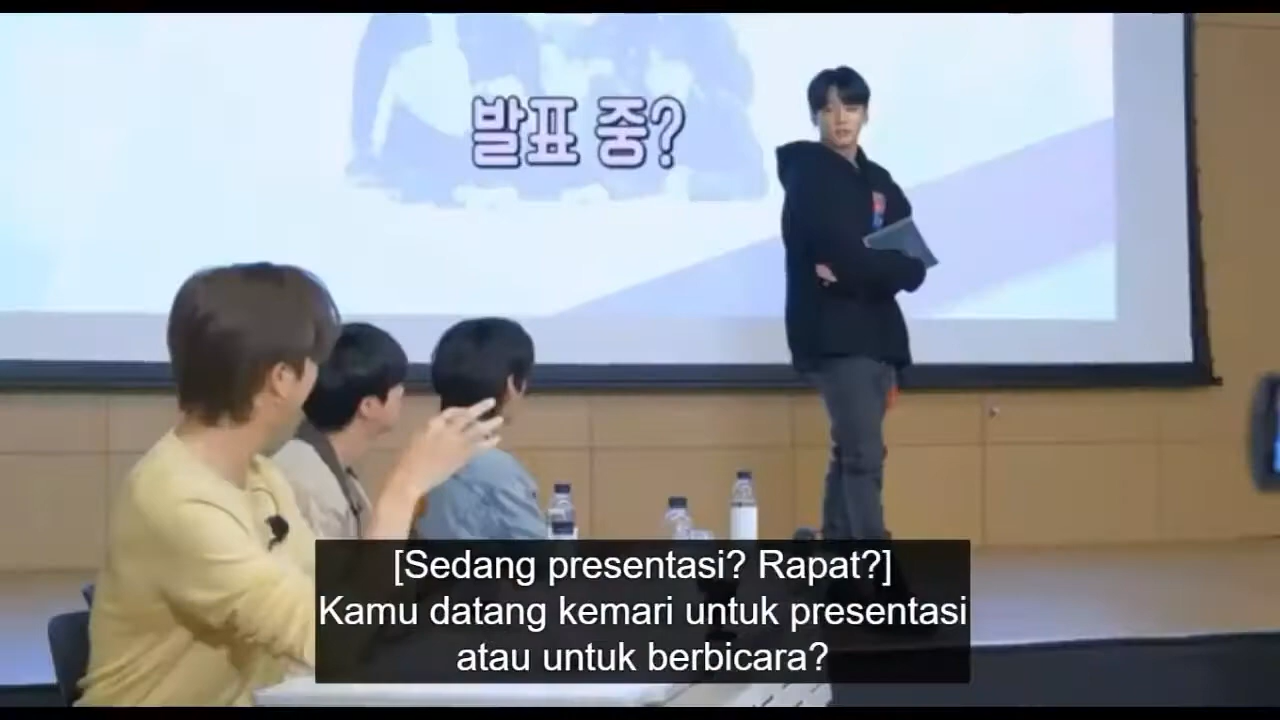 발표 중?
[Sedang presentasi? Rapat?]
Kamu datang kemari untuk presentasi
atau untuk berbicara?